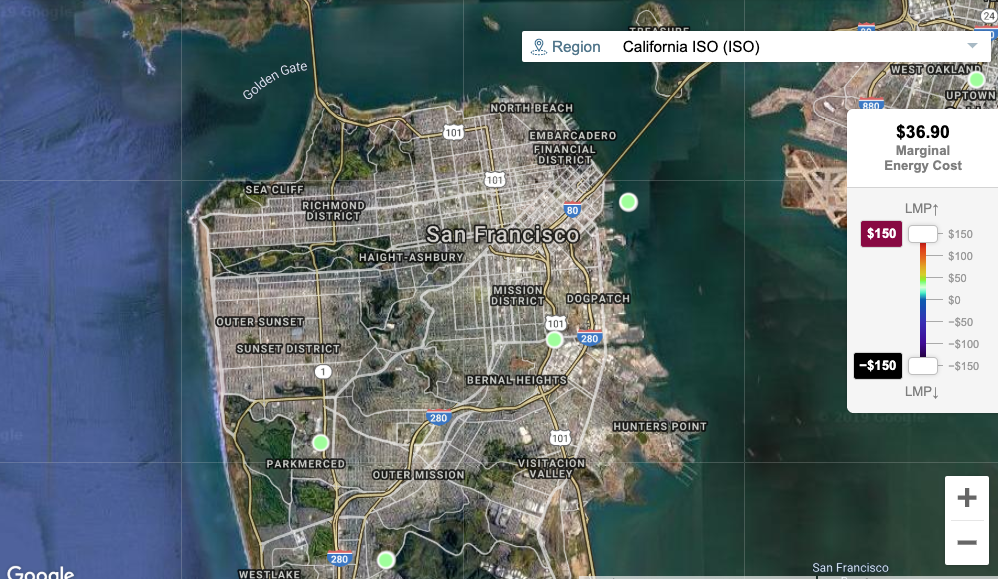 19 Google
24
80
TREASURE
Region California ISO (ISO)
Golden Gate
WEST OAKLAND
UPTOWN
880
NORTH BEACH
101
EMBARCADERO
FINANCIAL
DISTRICT
$36.90
Marginal
Energy Cost
101
SEA CLIFF
RICHMOND
DISTRICT
80
LMP↑
San Francisco
$150
$150
$100
$50
$0
−$50
−$100
−$150
−$150
LMP↓
HAIGHT-ASHBURY
MISSION
DISTRICT
DOGPATCH
OUTER SUNSET
101
280
SUNSET DISTRICT
1
BERNAL HEIGHTS
280
HUNTERS POINT
101
PARKMERCED
OUTER MISSION
VISITACION
VALLEY
+
−
280
WESTLAKE
Google
San Francisco